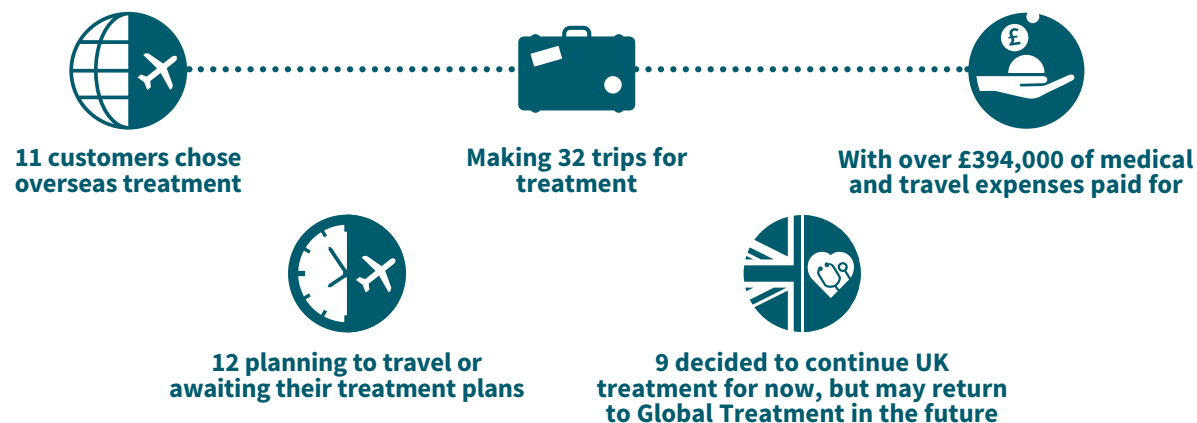 £
11 customers chose
overseas treatment
Making 32 trips for
treatment
With over £394,000 of medical
and travel expenses paid for
12 planning to travel or
awaiting their treatment plans
9 decided to continue UK
treatment for now, but may return
to Global Treatment in the future